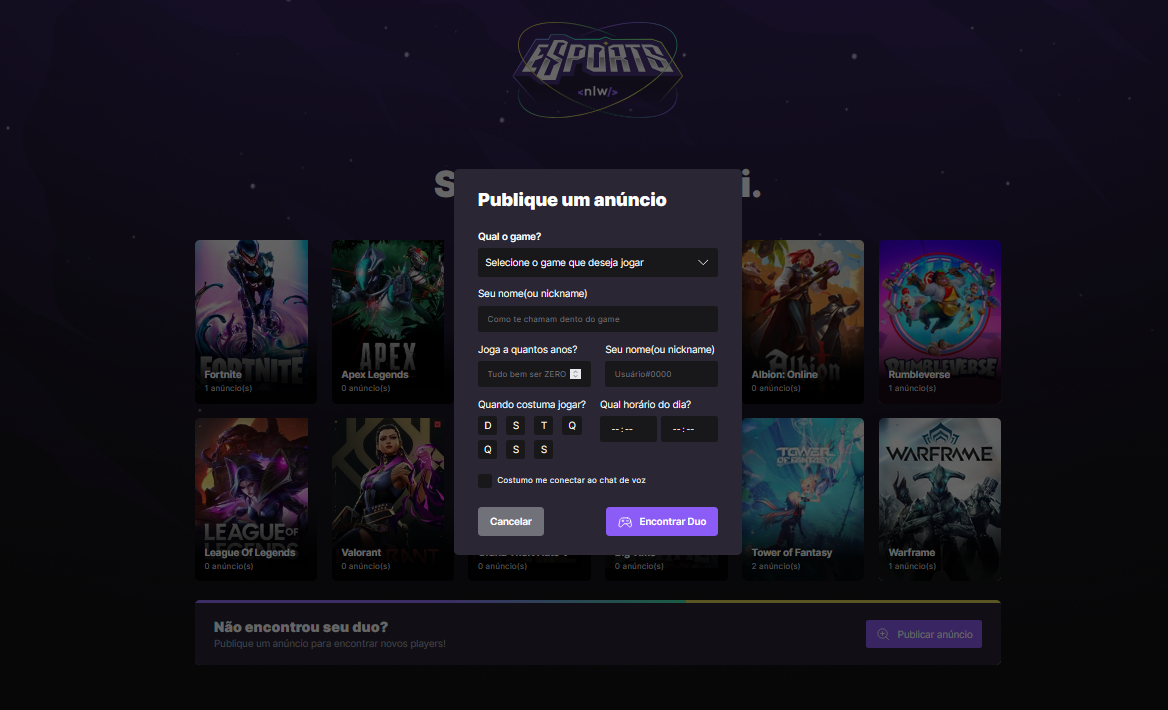 ESPORTS
<nlw/>
S
i.
Publique um anúncio
Qual o game?
Selecione o game que deseja jogar
Seu nome(ou nickname)
Como te chamam dento do game
Joga a quantos anos? Seu nome(ou nickname)
Tudo bem ser ZERO Usuário#0000
Quando costuma jogar? Qual horário do dia?
D S T Q --:-- --:--
Q S S
Costumo me conectar ao chat de voz
Cancelar Encontrar Duo
FORTNITE
Fortnite
1 anúncio(s)
APEX
Apex Legends
0 anúncio(s)
Albion
Albion: Online
0 anúncio(s)
RUMBLEVERSE
Rumbleverse
1 anúncio(s)
LEAGUE OF
LEGENDS
League Of Legends
0 anúncio(s)
Valorant
0 anúncio(s)
0 anúncio(s)
0 anúncio(s)
TOWER
OF FANTASY
Tower of Fantasy
2 anúncio(s)
WARFRAME
Warframe
1 anúncio(s)
Não encontrou seu duo?
Publique um anúncio para encontrar novos players!
Publicar anúncio